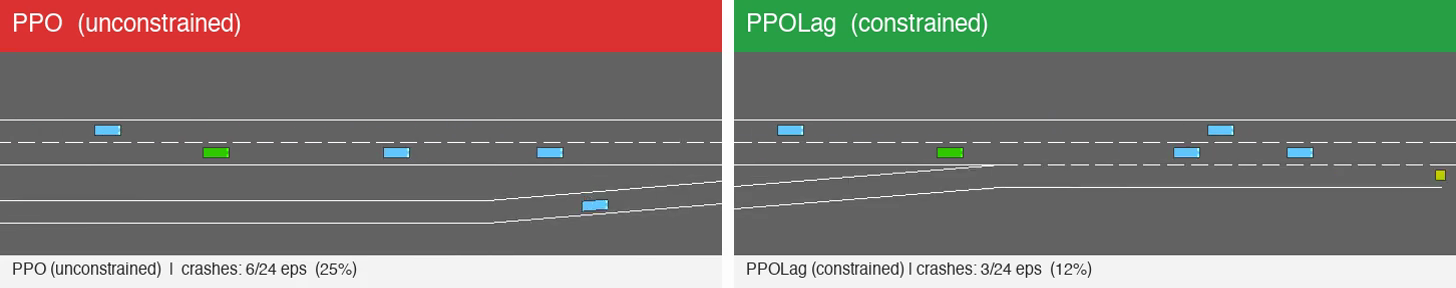 PPO (unconstrained)
PPOLag (constrained)
PPO (unconstrained) | crashes: 6/24 eps (25%)
PPOLag (constrained) | crashes: 3/24 eps (12%)